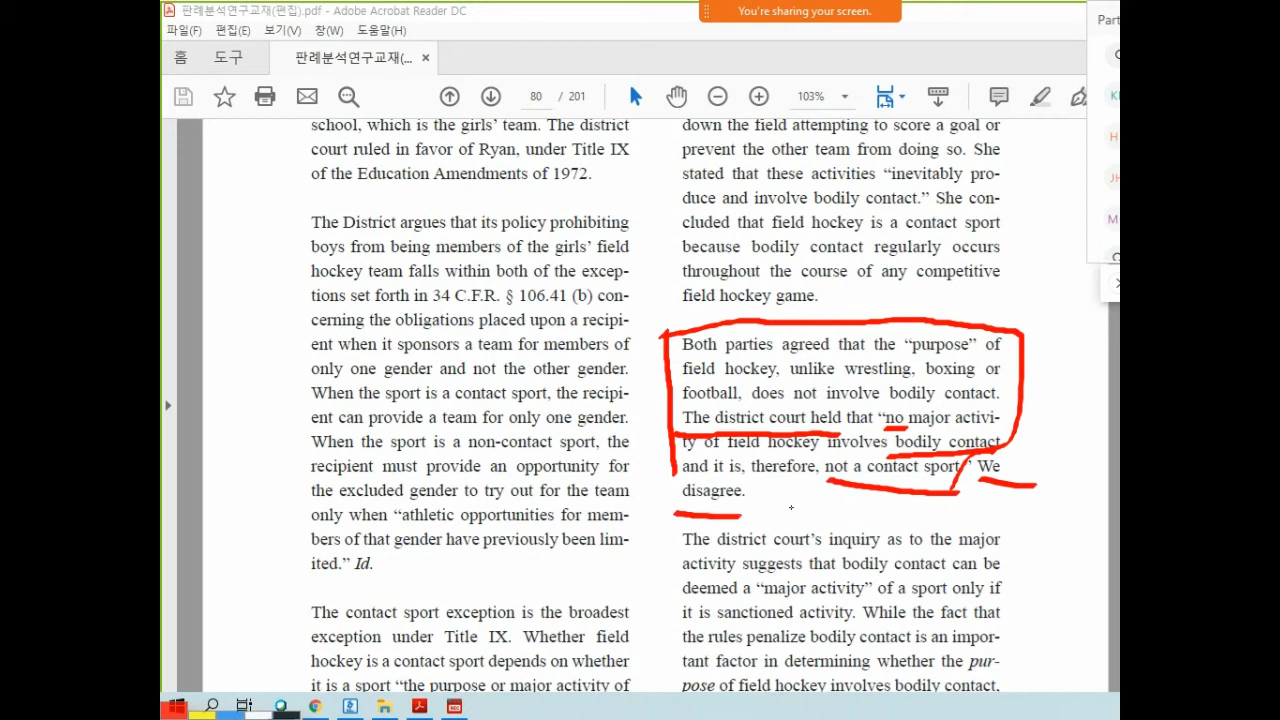 판례분석연구교재(편집).pdf - Adobe Acrobat Reader DC
You're sharing your screen.
Part
파일(F) 편집(E) 보기(V) 창(W) 도움말(H)
홈 도구 판례분석연구교재(... ×
80 / 201 103%
school, which is the girls' team. The district
court ruled in favor of Ryan, under Title IX
of the Education Amendments of 1972.
The District argues that its policy prohibiting
boys from being members of the girls' field
hockey team falls within both of the excep-
tions set forth in 34 C.F.R. § 106.41 (b) con-
cerning the obligations placed upon a recipi-
ent when it sponsors a team for members of
only one gender and not the other gender.
When the sport is a contact sport, the recipi-
ent can provide a team for only one gender.
When the sport is a non-contact sport, the
recipient must provide an opportunity for
the excluded gender to try out for the team
only when “athletic opportunities for mem-
bers of that gender have previously been lim-
ited.” Id.
The contact sport exception is the broadest
exception under Title IX. Whether field
hockey is a contact sport depends on whether
it is a sport “the purpose or major activity of
down the field attempting to score a goal or
prevent the other team from doing so. She
stated that these activities “inevitably pro-
duce and involve bodily contact.” She con-
cluded that field hockey is a contact sport
because bodily contact regularly occurs
throughout the course of any competitive
field hockey game.
Both parties agreed that the “purpose” of
field hockey, unlike wrestling, boxing or
football, does not involve bodily contact.
The district court held that “no major activi-
ty of field hockey involves bodily contact
and it is, therefore, not a contact sport.” We
disagree.
The district court's inquiry as to the major
activity suggests that bodily contact can be
deemed a “major activity” of a sport only if
it is sanctioned activity. While the fact that
the rules penalize bodily contact is an impor-
tant factor in determining whether the pur-
pose of field hockey involves bodily contact,
H
JH
M